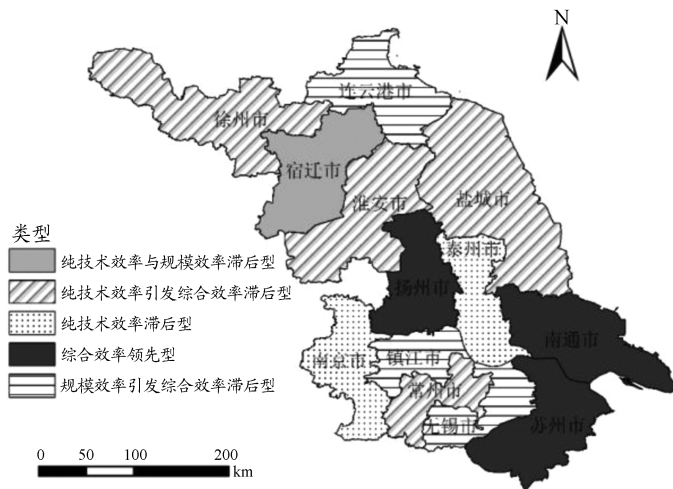 N
连云港市
徐州市
宿迁市
淮安市
盐城市
泰州市
扬州市
南通市
南京市
镇江市
常州市
无锡市
苏州市
类型
纯技术效率与规模效率滞后型
纯技术效率引发综合效率滞后型
纯技术效率滞后型
综合效率领先型
规模效率引发综合效率滞后型
0 50 100 200
km